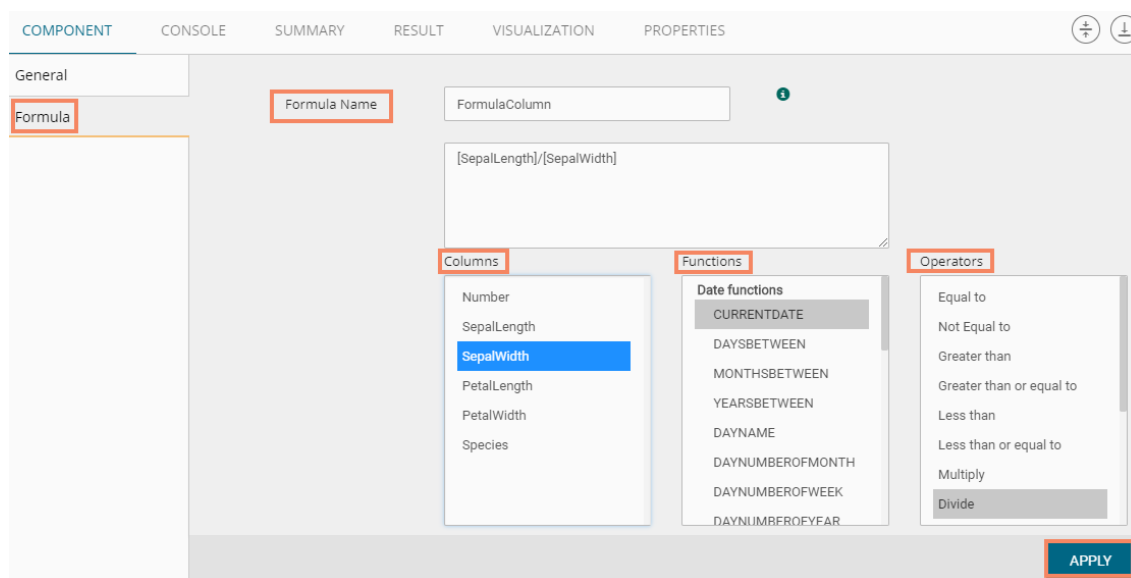 COMPONENT CONSOLE SUMMARY RESULT VISUALIZATION PROPERTIES
General
Formula
Formula Name FormulaColumn
[SepalLength]/[SepalWidth]
Columns
Number
SepalLength
SepalWidth
PetalLength
PetalWidth
Species
Functions
Date functions
CURRENTDATE
DAYSBETWEEN
MONTHSBETWEEN
YEARSBETWEEN
DAYNAME
DAYNUMBEROFMONTH
DAYNUMBEROFWEEK
DAYNUMBEROFYEAR
Operators
Equal to
Not Equal to
Greater than
Greater than or equal to
Less than
Less than or equal to
Multiply
Divide
APPLY